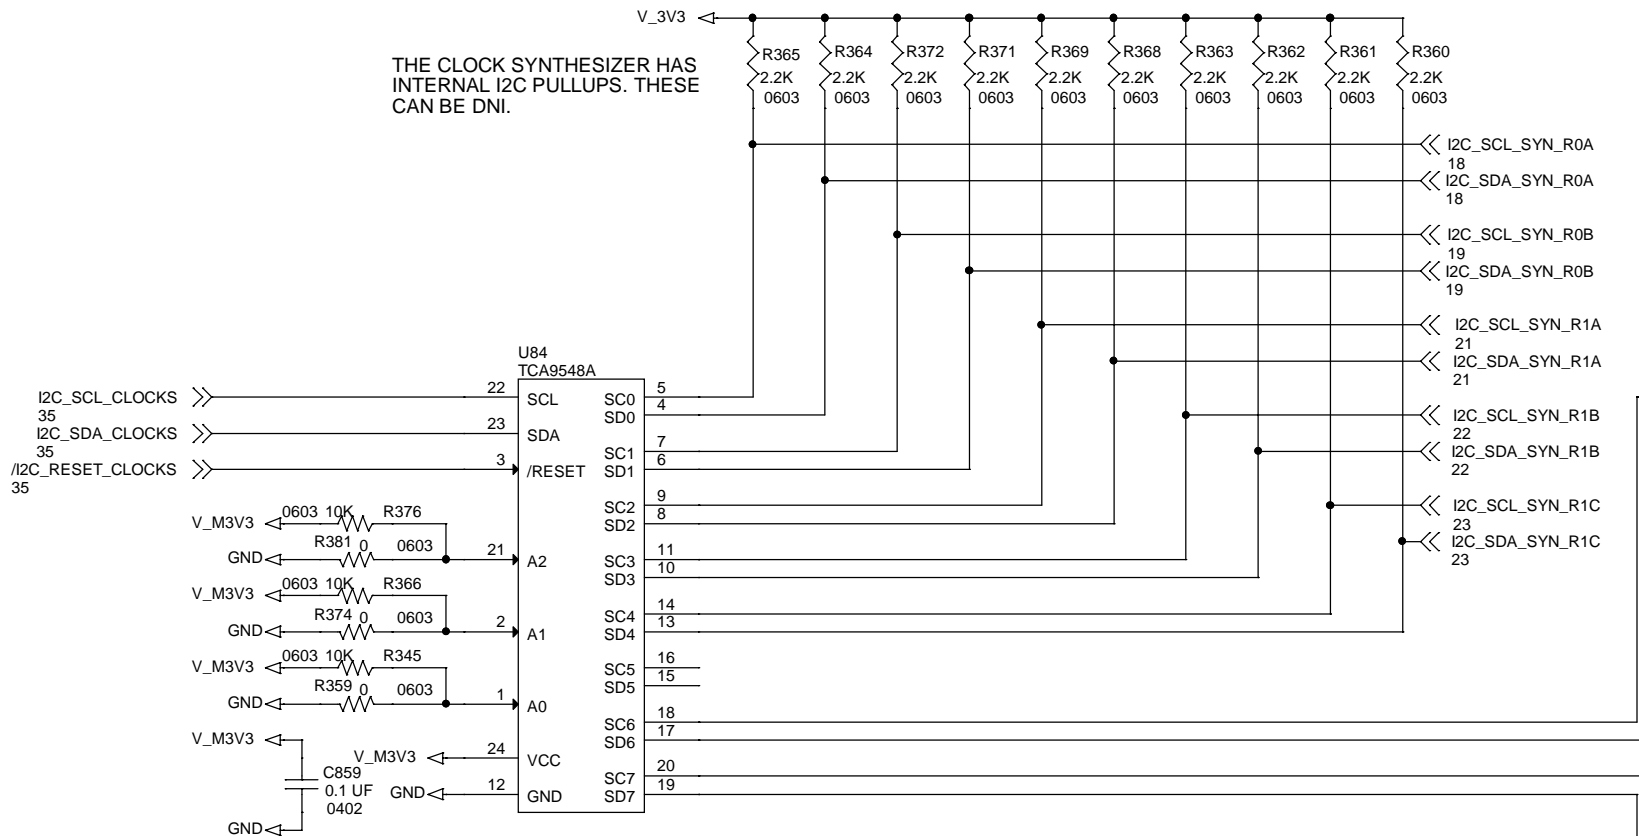 V_3V3
THE CLOCK SYNTHESIZER HAS
INTERNAL I2C PULLUPS. THESE
CAN BE DNI.
R365
2.2K
0603
R364
2.2K
0603
R372
2.2K
0603
R371
2.2K
0603
R369
2.2K
0603
R368
2.2K
0603
R363
2.2K
0603
R362
2.2K
0603
R361
2.2K
0603
R360
2.2K
0603
I2C_SCL_SYN_R0A
18
I2C_SDA_SYN_R0A
18
I2C_SCL_SYN_R0B
19
I2C_SDA_SYN_R0B
19
I2C_SCL_SYN_R1A
21
I2C_SDA_SYN_R1A
21
I2C_SCL_SYN_R1B
22
I2C_SDA_SYN_R1B
22
I2C_SCL_SYN_R1C
23
I2C_SDA_SYN_R1C
23
U84
TCA9548A
I2C_SCL_CLOCKS
35
I2C_SDA_CLOCKS
35
/I2C_RESET_CLOCKS
35
22 SCL
23 SDA
3 /RESET
V_M3V3 0603 10K R376
GND R381 0 0603
21 A2
V_M3V3 0603 10K R366
GND R374 0 0603
2 A1
V_M3V3 0603 10K R345
GND R359 0 0603
1 A0
V_M3V3
C859
0.1 UF
0402
GND
V_M3V3 24 VCC
GND 12 GND
SC0 5
SD0 4
SC1 7
SD1 6
SC2 9
SD2 8
SC3 11
SD3 10
SC4 14
SD4 13
SC5 16
SD5 15
SC6 18
SD6 17
SC7 20
SD7 19